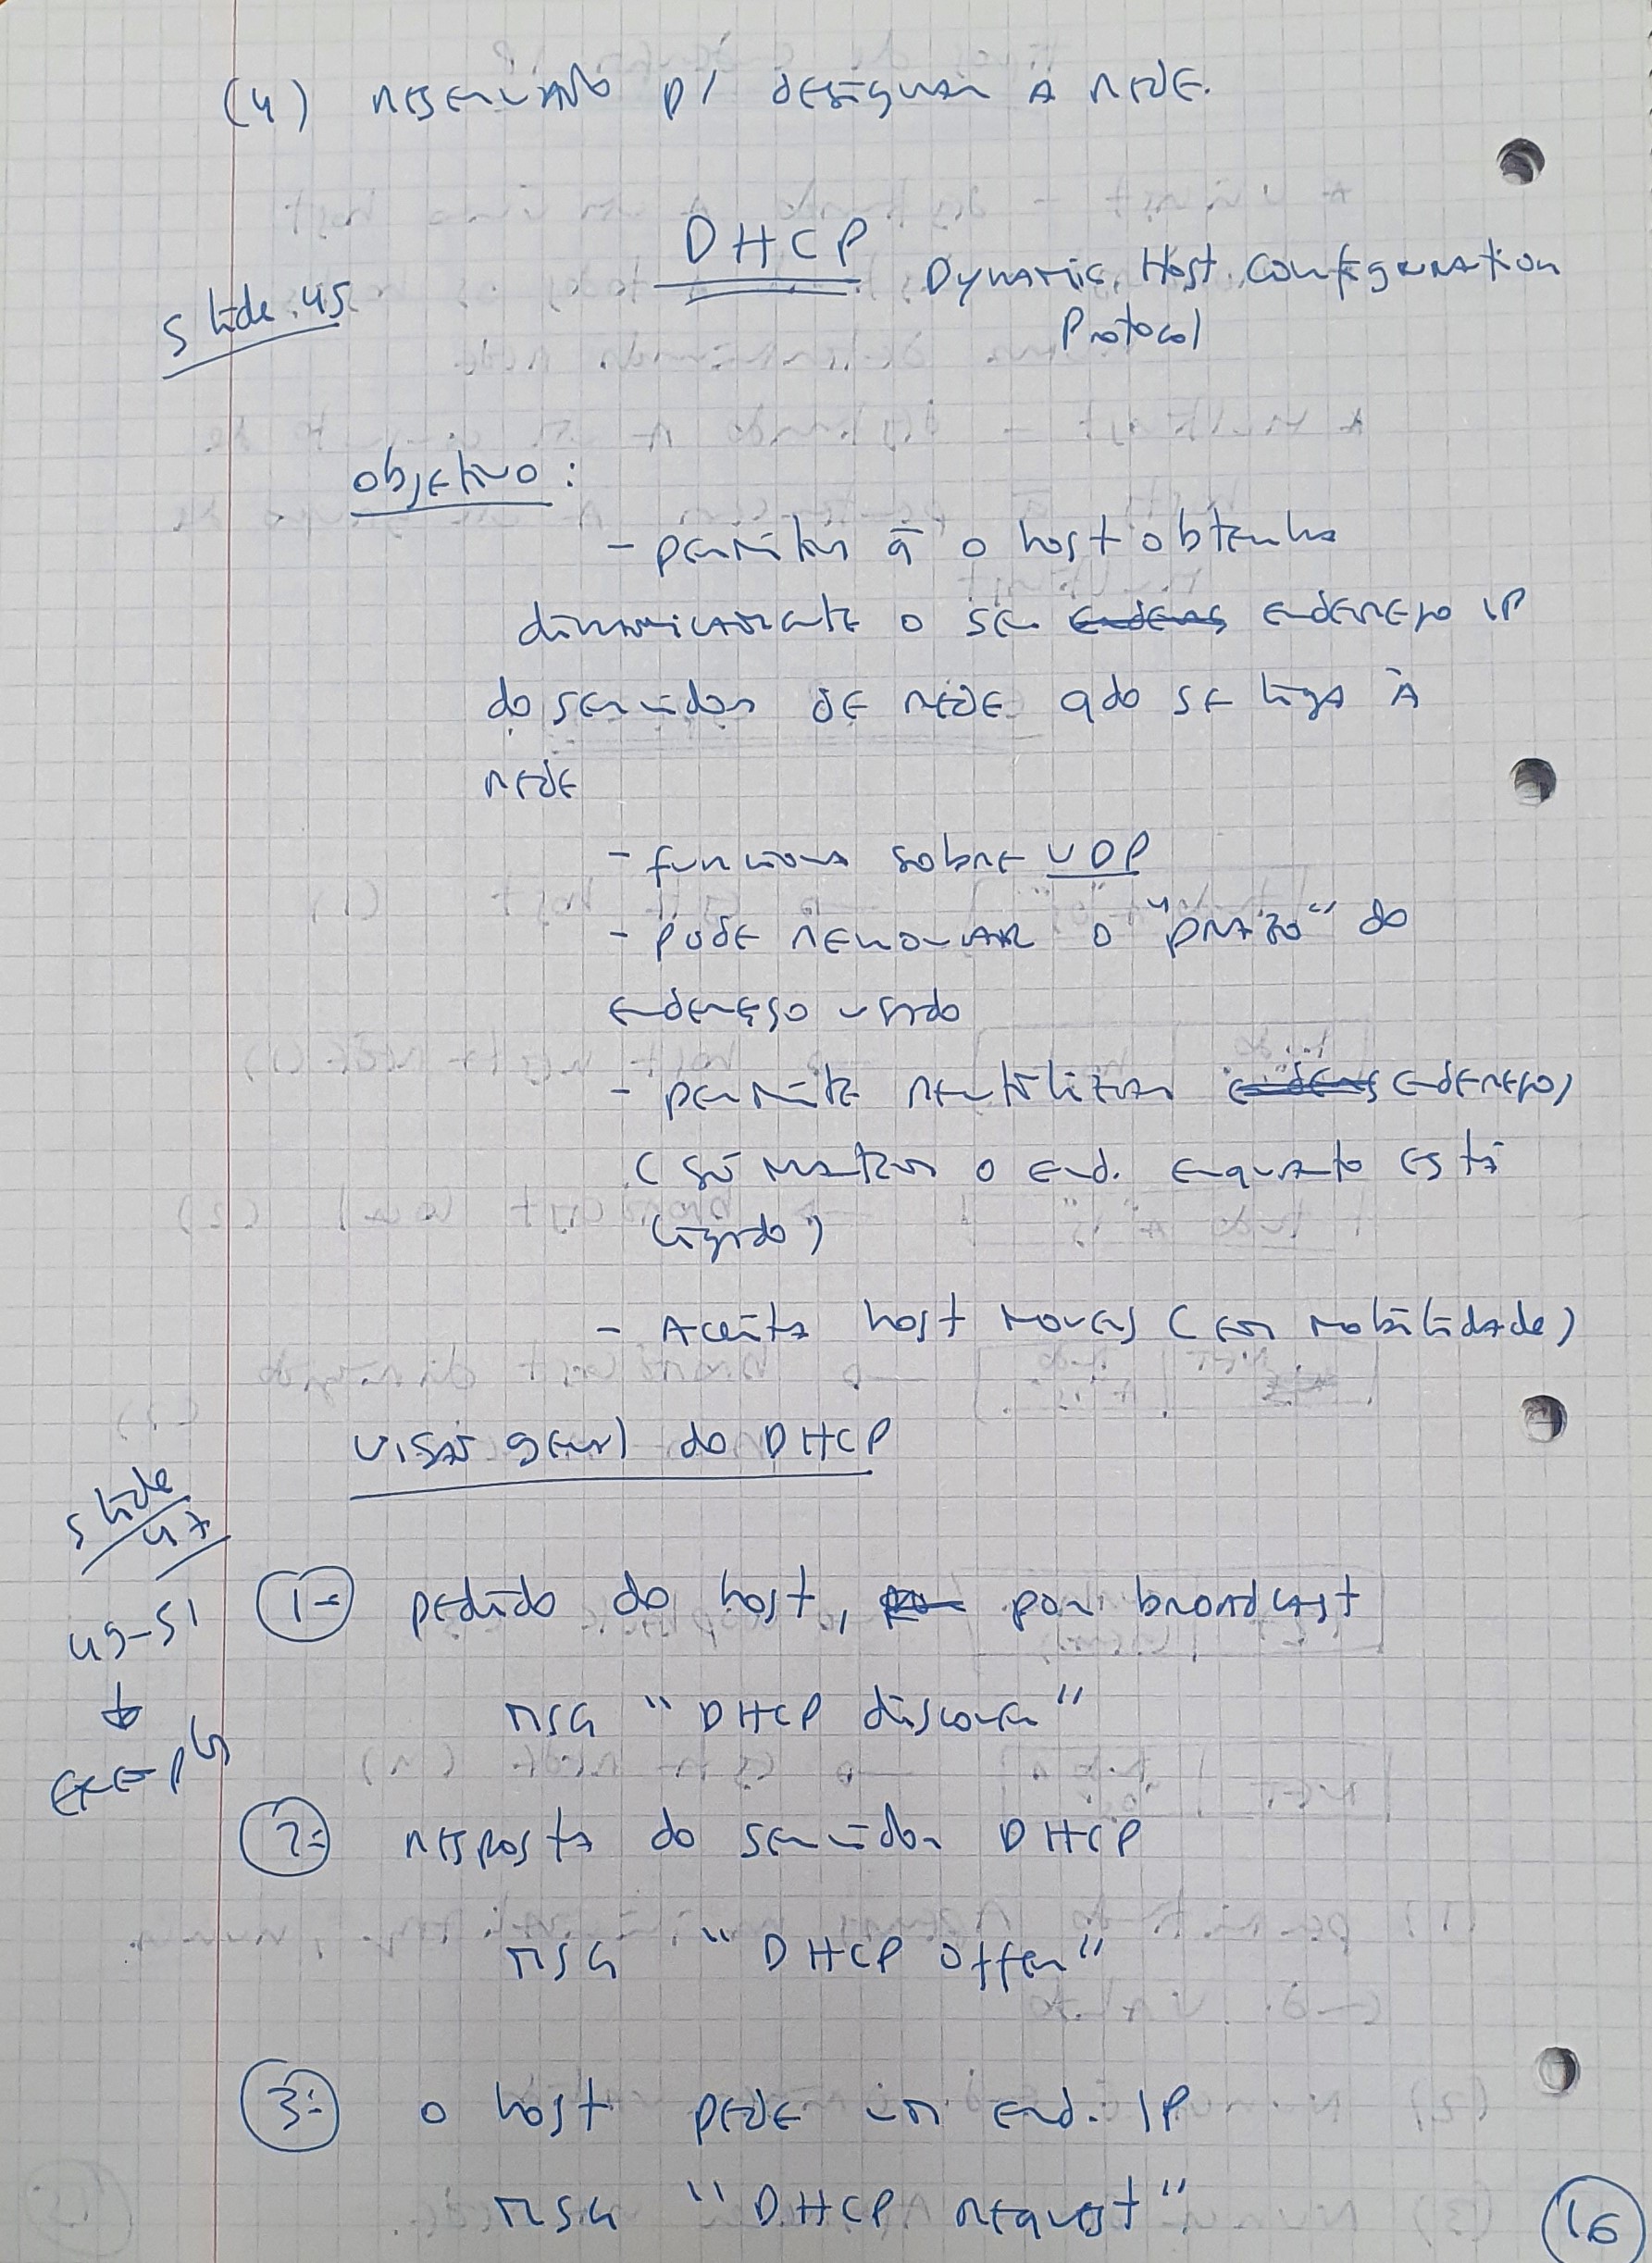 (4) reservado p/ designar a rede.
DHCP
Dynamic Host Configuration
Protocol
slide 45
objetivo:
- permitir q̄ o host obtenha
dinamicamente o seu endereço IP
do servidor de rede qdo se liga à
rede
- funciona sobre UDP
- pode renovar o "prazo" do
endereço usado
- permite reutilizar endereços
(só mantém o end. enquanto está
ligado)
- Aceita host móveis (em mobilidade)
visão geral do DHCP
slide
47
49-51
↓
exemplo
1- pedido do host, por broadcast
MSG "DHCP discover"
2- resposta do servidor DHCP
MSG "DHCP offer"
3- o host pede um end. IP
MSG "DHCP request"
16